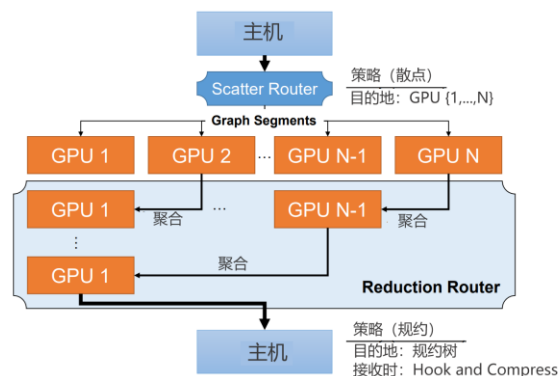 主机
Scatter Router
策略（散点）
目的地：GPU {1,...,N}
Graph Segments
GPU 1
GPU 2
...
GPU N-1
GPU N
GPU 1
聚合
...
GPU N-1
聚合
...
聚合
GPU 1
Reduction Router
主机
策略（规约）
目的地：规约树
接收时：Hook and Compress